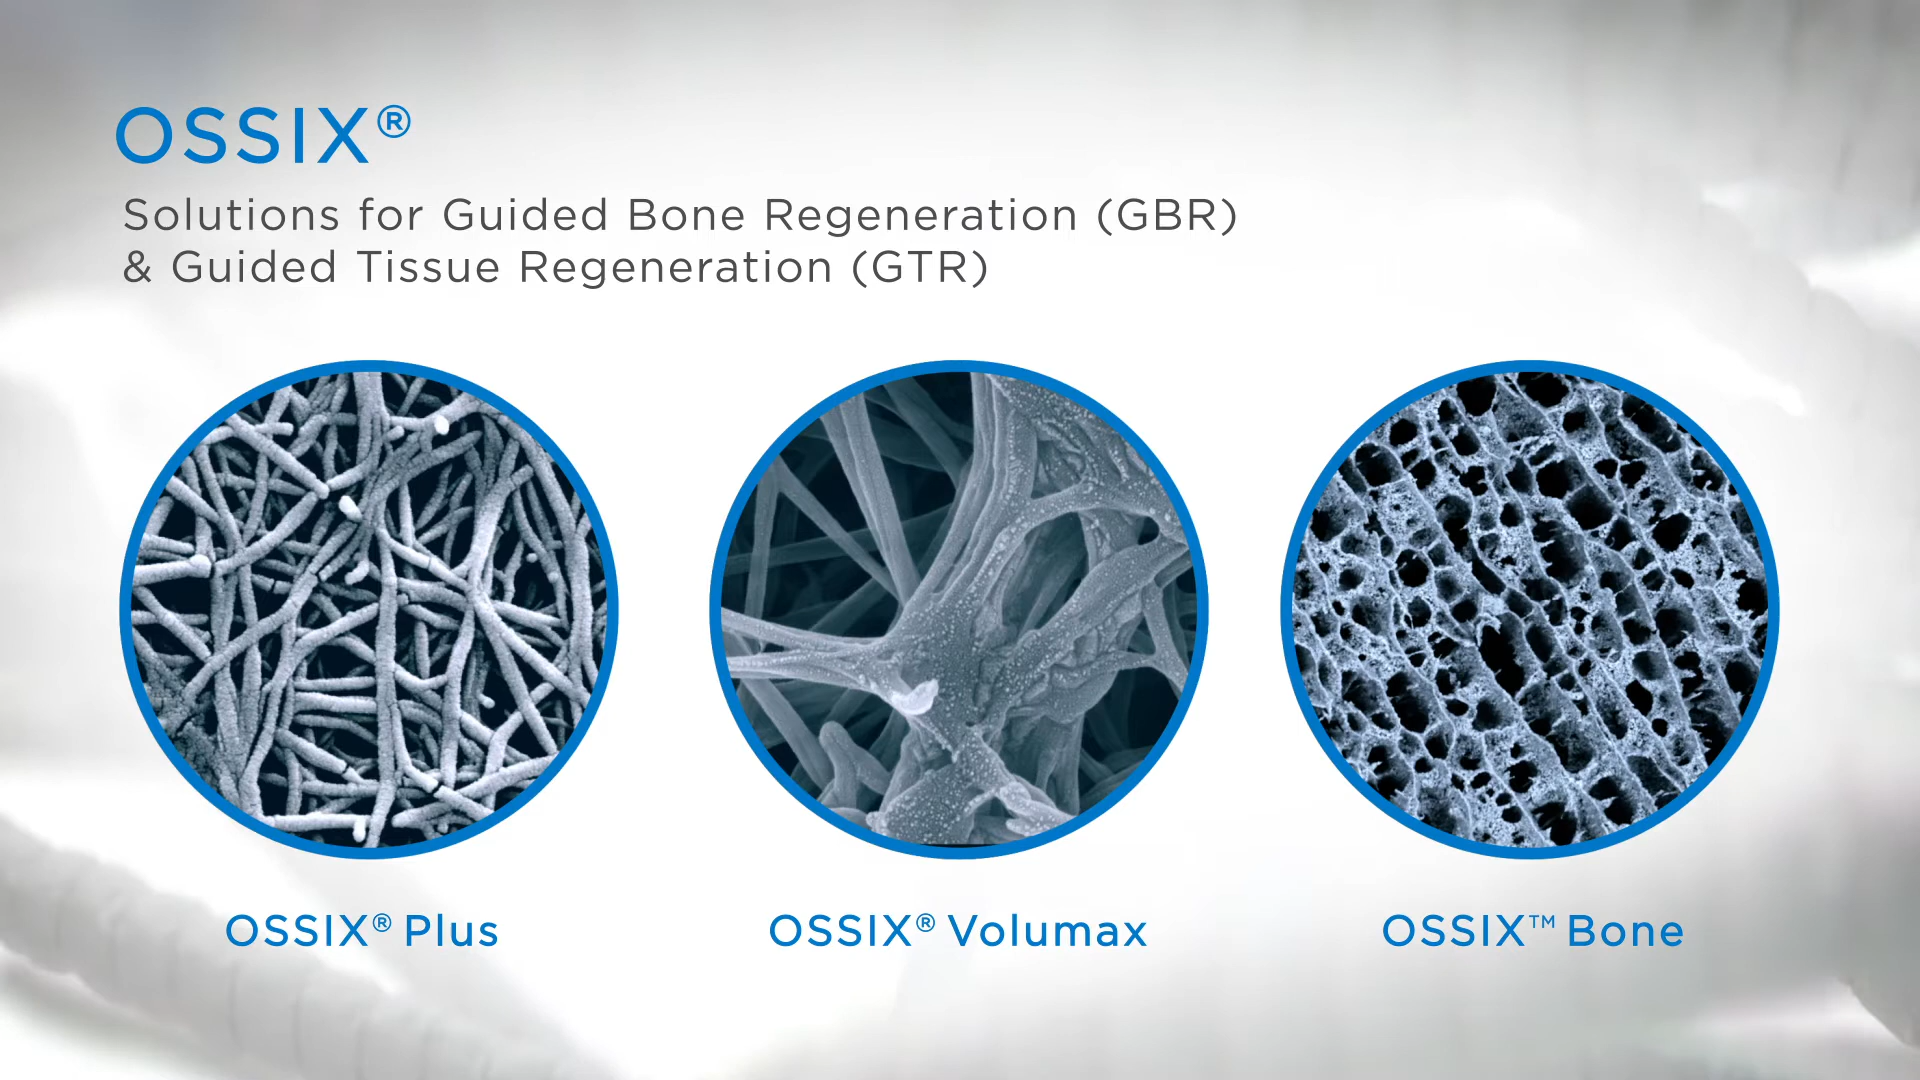 OSSIX®
Solutions for Guided Bone Regeneration (GBR)
& Guided Tissue Regeneration (GTR)
OSSIX® Plus
OSSIX® Volumax
OSSIX™ Bone